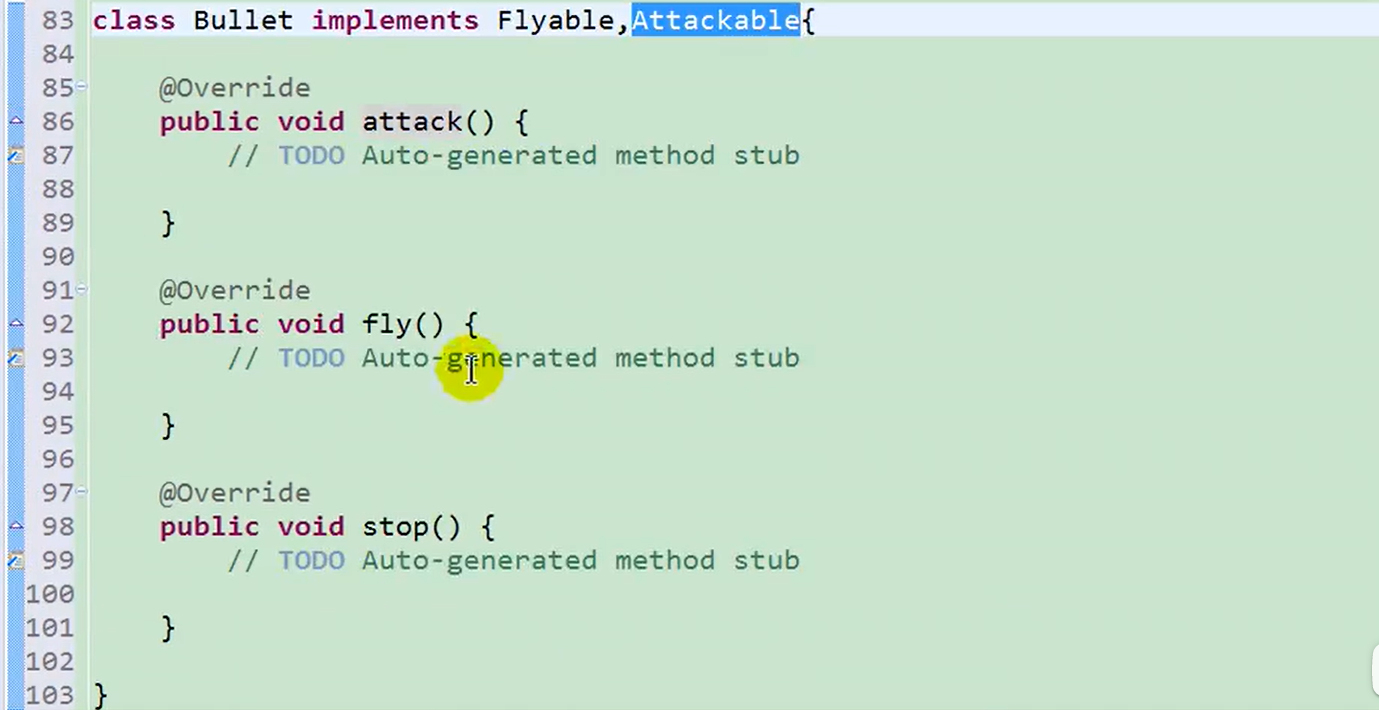 83 class Bullet implements Flyable,Attackable{
84
85 @Override
86 public void attack() {
87 // TODO Auto-generated method stub
88
89 }
90
91 @Override
92 public void fly() {
93 // TODO Auto-generated method stub
94
95 }
96
97 @Override
98 public void stop() {
99 // TODO Auto-generated method stub
100
101 }
102
103 }